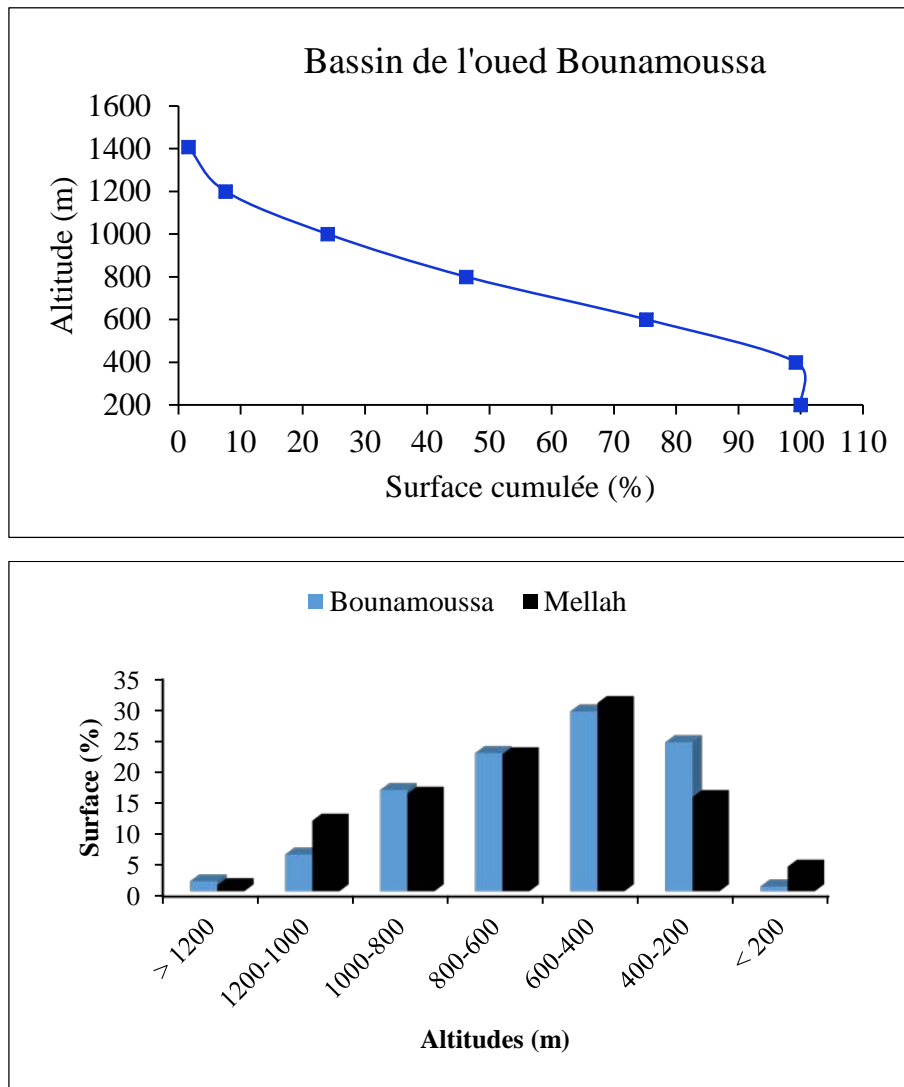 Bassin de l'oued Bounamoussa
1600
1400
1200
1000
800
600
400
200
Altitude (m)
0 10 20 30 40 50 60 70 80 90 100 110
Surface cumulée (%)
Bounamoussa Mellah
35
30
25
20
15
10
5
0
Surface (%)
> 1200 1200-1000 1000-800 800-600 600-400 400-200 < 200
Altitudes (m)